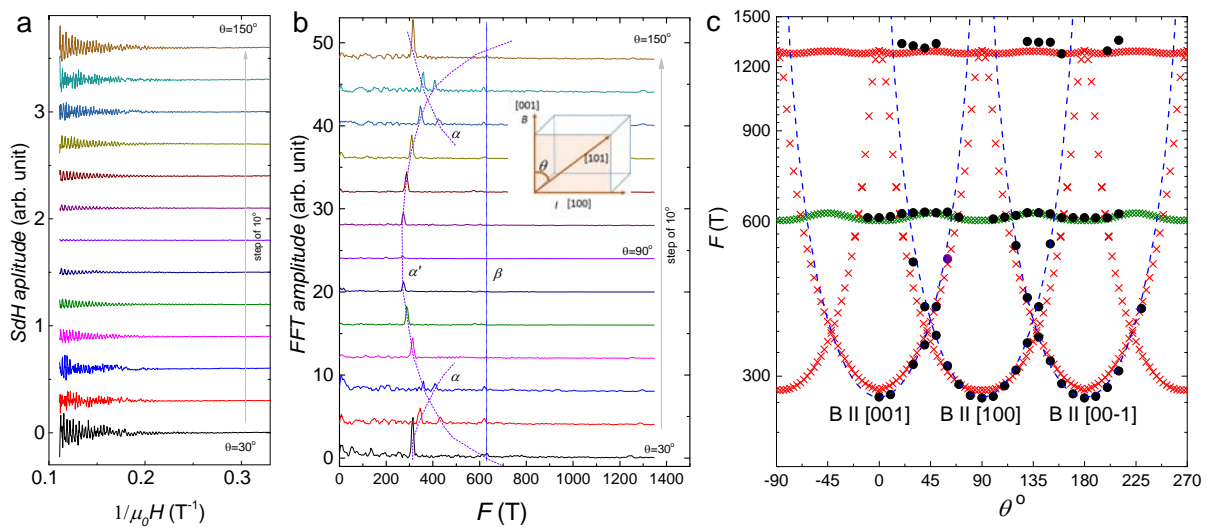 a
θ=150°
SdH aplitude (arb. unit)
3
2
1
0
step of 10°
θ=30°
0.1
0.2
0.3
1/μ₀H (T⁻¹)
b
θ=150°
FFT amplitude (arb. unit)
50
40
30
20
10
0
[001]
B
[101]
θ
I [100]
α
θ=90°
α'
β
α
step of 10°
θ=30°
0 200 400 600 800 1000 1200 1400
F (T)
c
F (T)
1500
1200
900
600
300
B II [001] B II [100] B II [00-1]
-90 -45 0 45 90 135 180 225 270
θ°